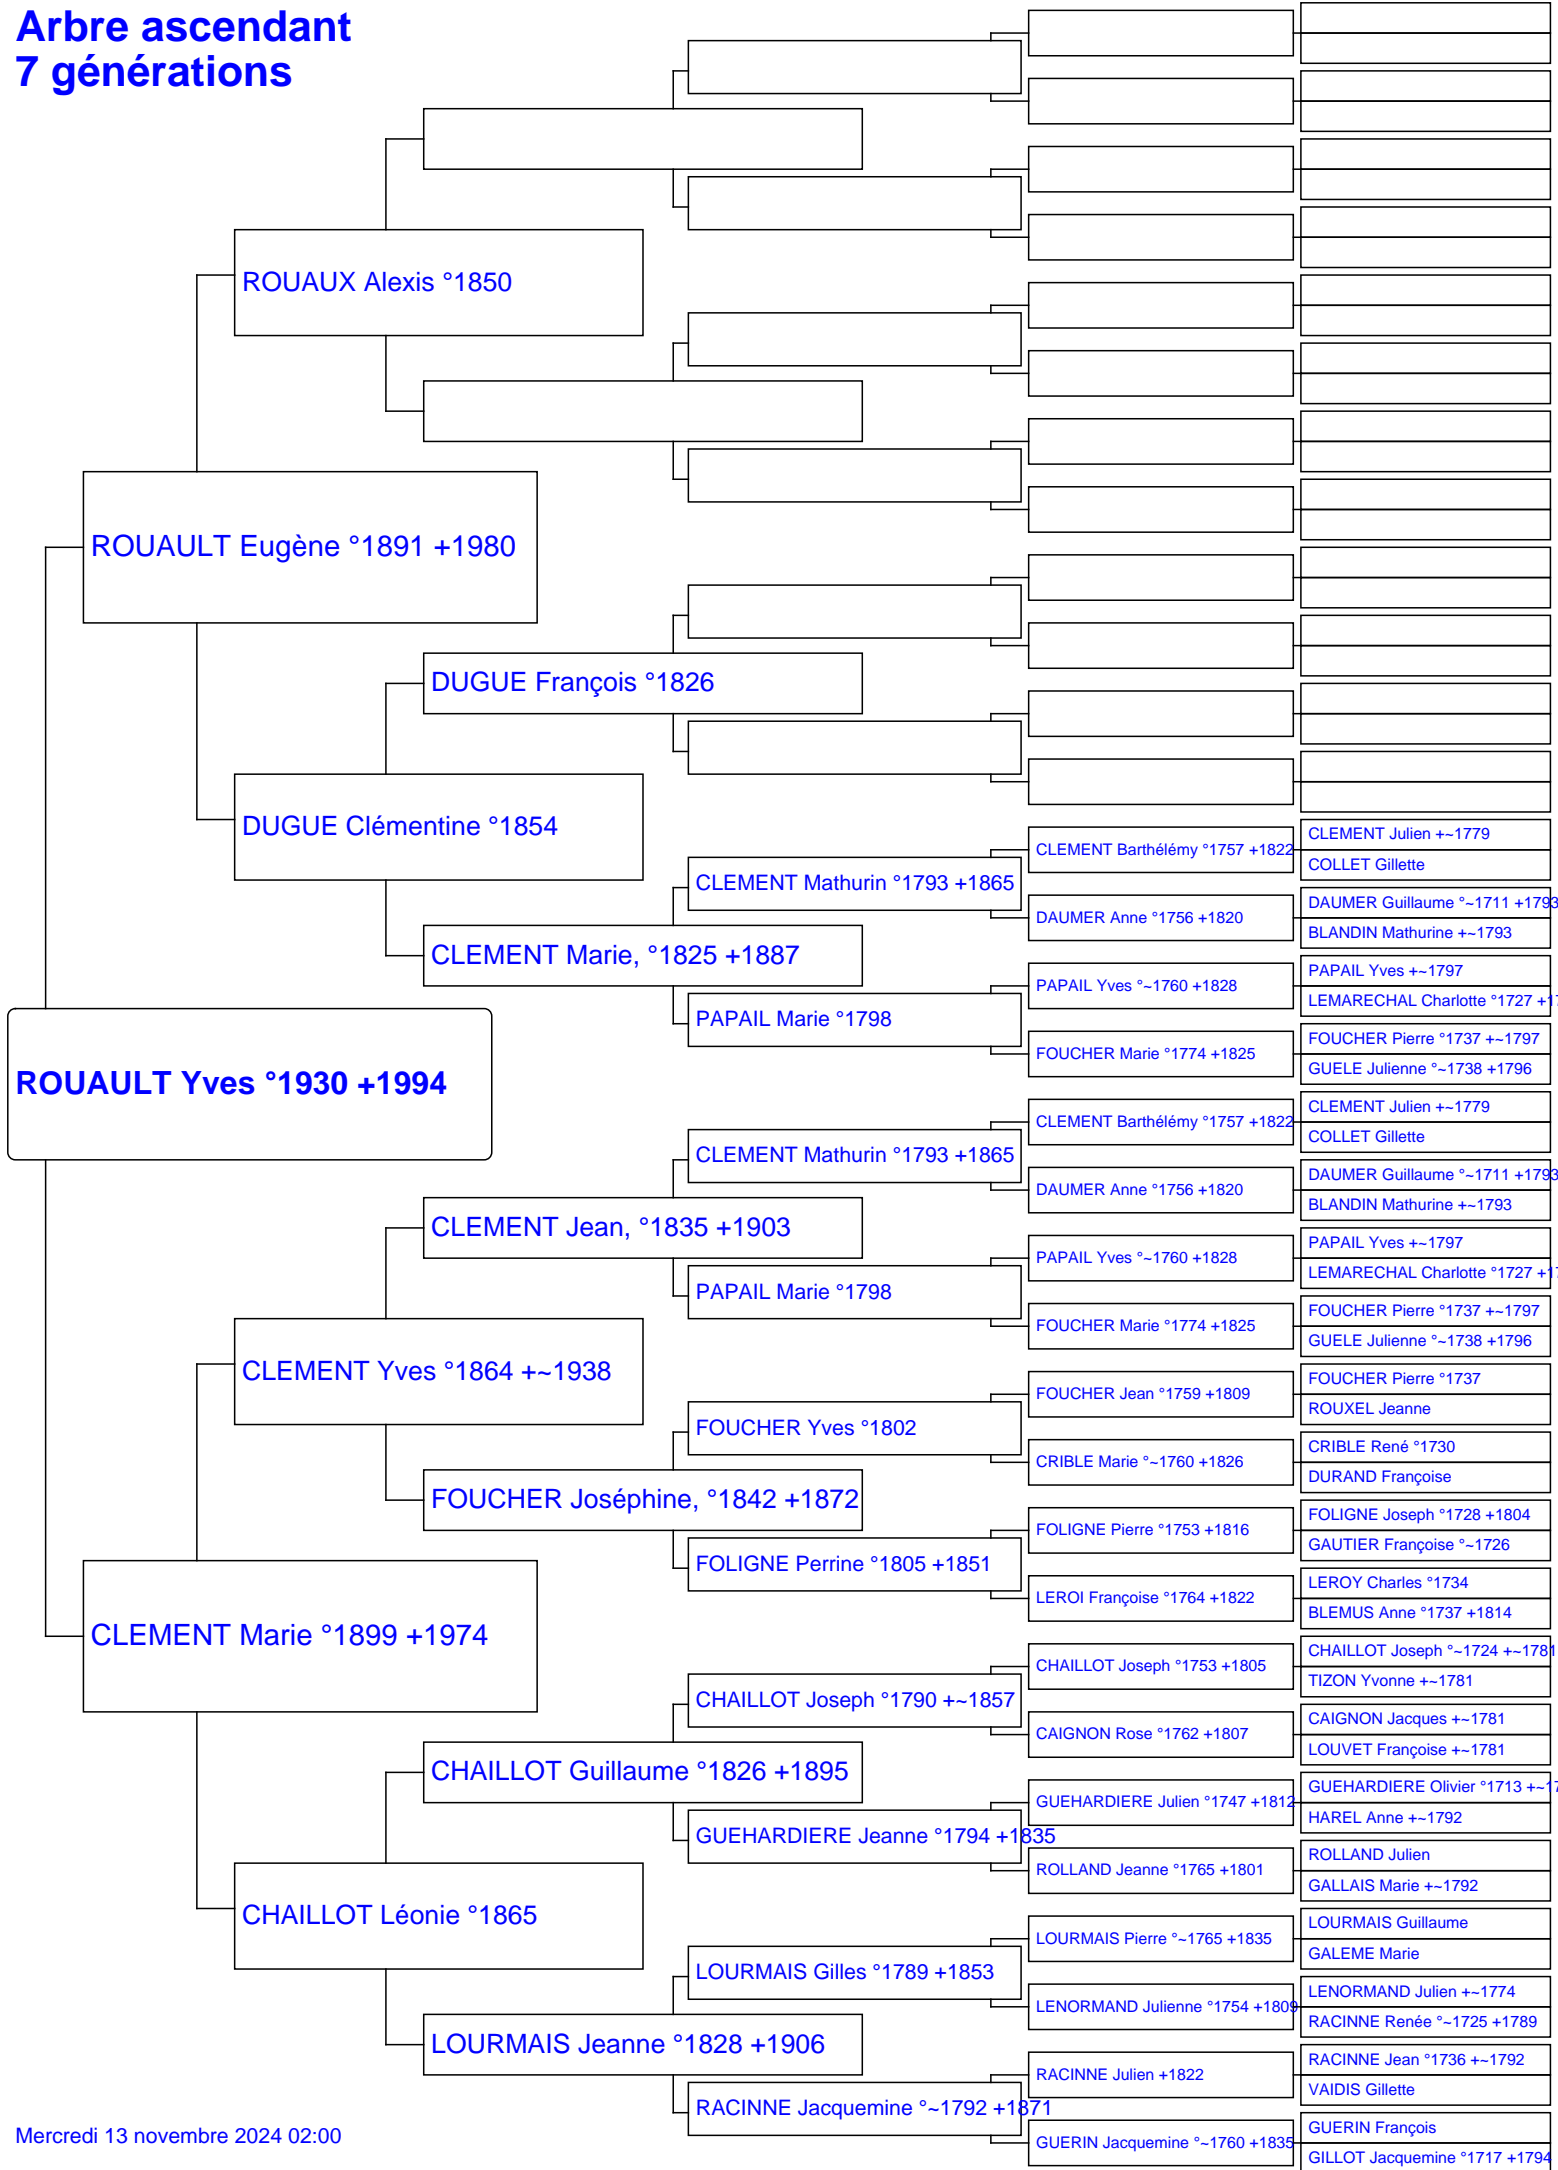 Arbre ascendant
7 générations
ROUAUX Alexis °1850
ROUAULT Eugène °1891 +1980
DUGUE François °1826
DUGUE Clémentine °1854
CLEMENT Barthélémy °1757 +1822
CLEMENT Julien +~1779
COLLET Gillette
CLEMENT Mathurin °1793 +1865
DAUMER Anne °1756 +1820
DAUMER Guillaume °~1711 +1793
BLANDIN Mathurine +~1793
CLEMENT Marie, °1825 +1887
PAPAIL Yves °~1760 +1828
PAPAIL Yves +~1797
LEMARECHAL Charlotte °1727
PAPAIL Marie °1798
FOUCHER Marie °1774 +1825
FOUCHER Pierre °1737 +~1797
GUELE Julienne °~1738 +1796
ROUAULT Yves °1930 +1994
CLEMENT Barthélémy °1757 +1822
CLEMENT Julien +~1779
COLLET Gillette
CLEMENT Mathurin °1793 +1865
DAUMER Anne °1756 +1820
DAUMER Guillaume °~1711 +1793
BLANDIN Mathurine +~1793
CLEMENT Jean, °1835 +1903
PAPAIL Yves °~1760 +1828
PAPAIL Yves +~1797
LEMARECHAL Charlotte °1727
PAPAIL Marie °1798
FOUCHER Marie °1774 +1825
FOUCHER Pierre °1737 +~1797
GUELE Julienne °~1738 +1796
CLEMENT Yves °1864 +~1938
FOUCHER Jean °1759 +1809
FOUCHER Pierre °1737
ROUXEL Jeanne
FOUCHER Yves °1802
CRIBLE Marie °~1760 +1826
CRIBLE René °1730
DURAND Françoise
FOUCHER Joséphine, °1842 +1872
FOLIGNE Pierre °1753 +1816
FOLIGNE Joseph °1728 +1804
GAUTIER Françoise °~1726
FOLIGNE Perrine °1805 +1851
LEROI Françoise °1764 +1822
LEROY Charles °1734
BLEMUS Anne °1737 +1814
CLEMENT Marie °1899 +1974
CHAILLOT Joseph °1753 +1805
CHAILLOT Joseph °~1724 +~1781
TIZON Yvonne +~1781
CHAILLOT Joseph °1790 +~1857
CAIGNON Rose °1762 +1807
CAIGNON Jacques +~1781
LOUVET Françoise +~1781
CHAILLOT Guillaume °1826 +1895
GUEHARDIERE Julien °1747 +1812
GUEHARDIERE Olivier °1713
HAREL Anne +~1792
GUEHARDIERE Jeanne °1794 +1835
ROLLAND Jeanne °1765 +1801
ROLLAND Julien
GALLAIS Marie +~1792
CHAILLOT Léonie °1865
LOURMAIS Pierre °~1765 +1835
LOURMAIS Guillaume
GALEME Marie
LOURMAIS Gilles °1789 +1853
LENORMAND Julienne °1754 +1809
LENORMAND Julien +~1774
RACINNE Renée °~1725 +1789
LOURMAIS Jeanne °1828 +1906
RACINNE Julien +1822
RACINNE Jean °1736 +~1792
VAIDIS Gillette
RACINNE Jacquemine °~1792 +1871
GUERIN Jacquemine °~1760 +1835
GUERIN François
GILLOT Jacquemine °1717 +1794
Mercredi 13 novembre 2024 02:00